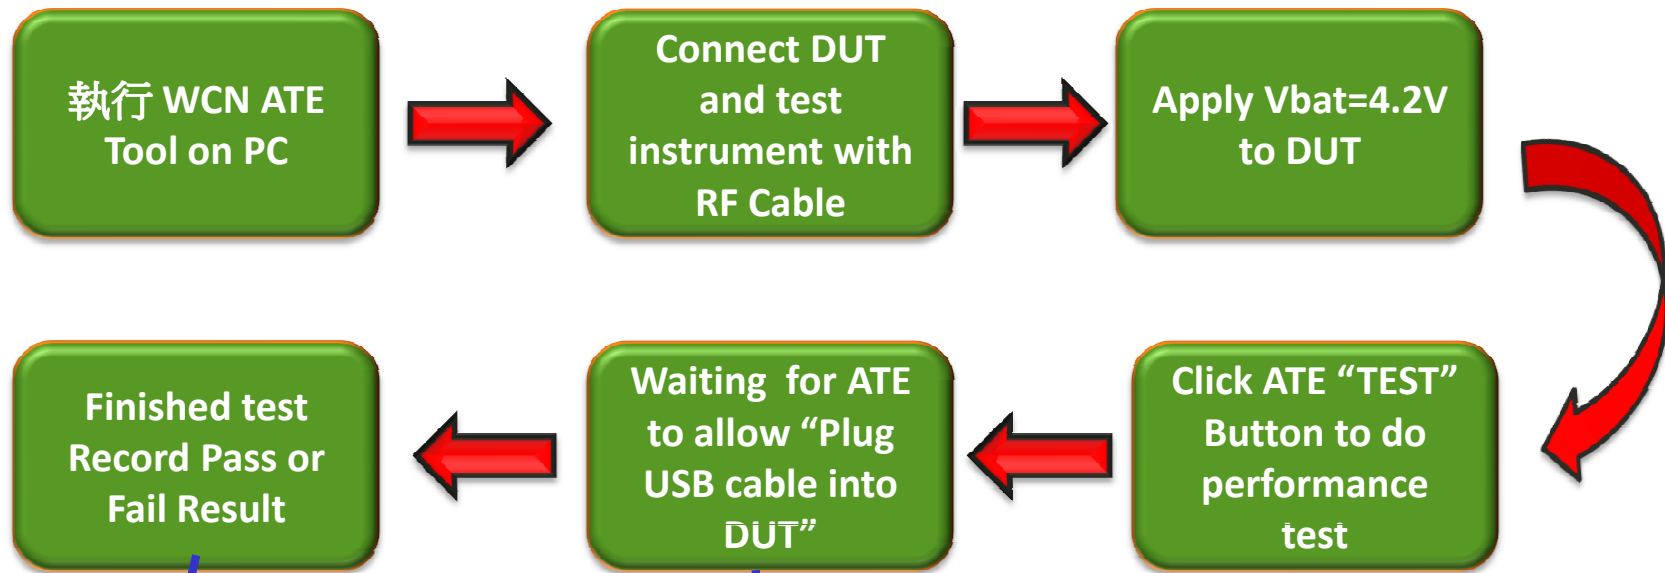 執行 WCN ATE
Tool on PC
Connect DUT
and test
instrument with
RF Cable
Apply Vbat=4.2V
to DUT
Click ATE “TEST”
Button to do
performance
test
Waiting  for ATE
to allow “Plug
USB cable into
DUT”
Finished test
Record Pass or
Fail Result